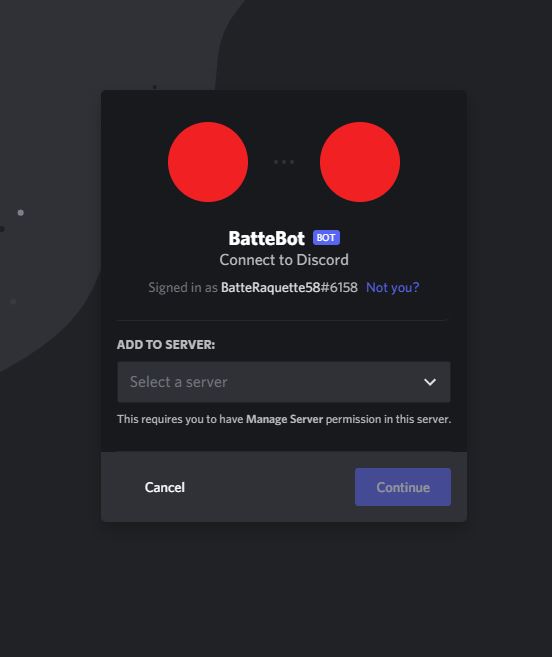 BatteBot BOT
Connect to Discord
Signed in as BatteRaquette58#6158 Not you?
ADD TO SERVER:
Select a server
This requires you to have Manage Server permission in this server.
Cancel Continue